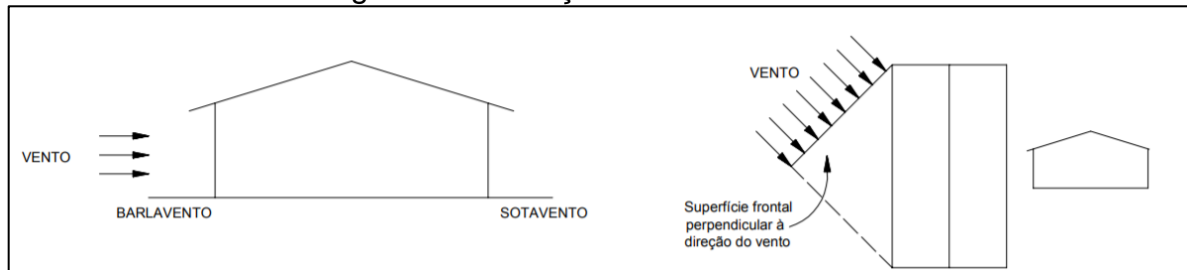 VENTO
BARLAVENTO
SOTAVENTO
VENTO
Superfície frontal
perpendicular à
direção do vento